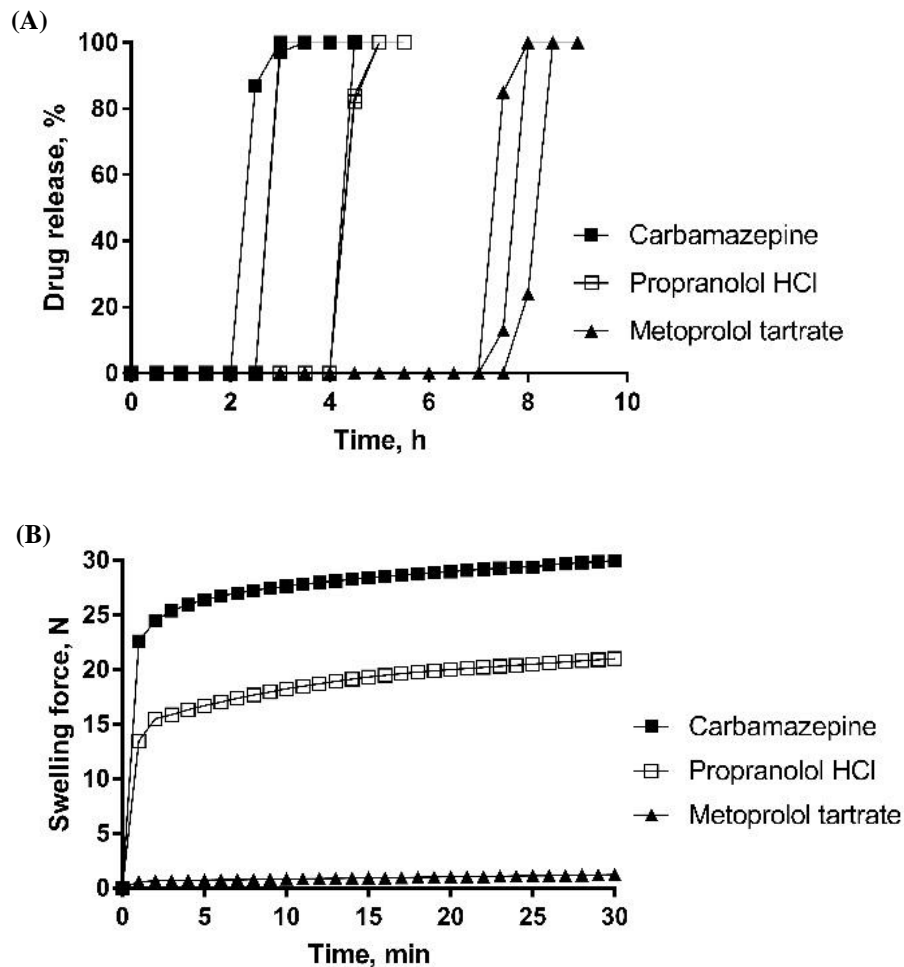 (A)
100
80
60
40
20
0
Drug release, %
0 2 4 6 8 10
Time, h
Carbamazepine
Propranolol HCl
Metoprolol tartrate
(B)
30
25
20
15
10
5
0
Swelling force, N
0 5 10 15 20 25 30
Time, min
Carbamazepine
Propranolol HCl
Metoprolol tartrate